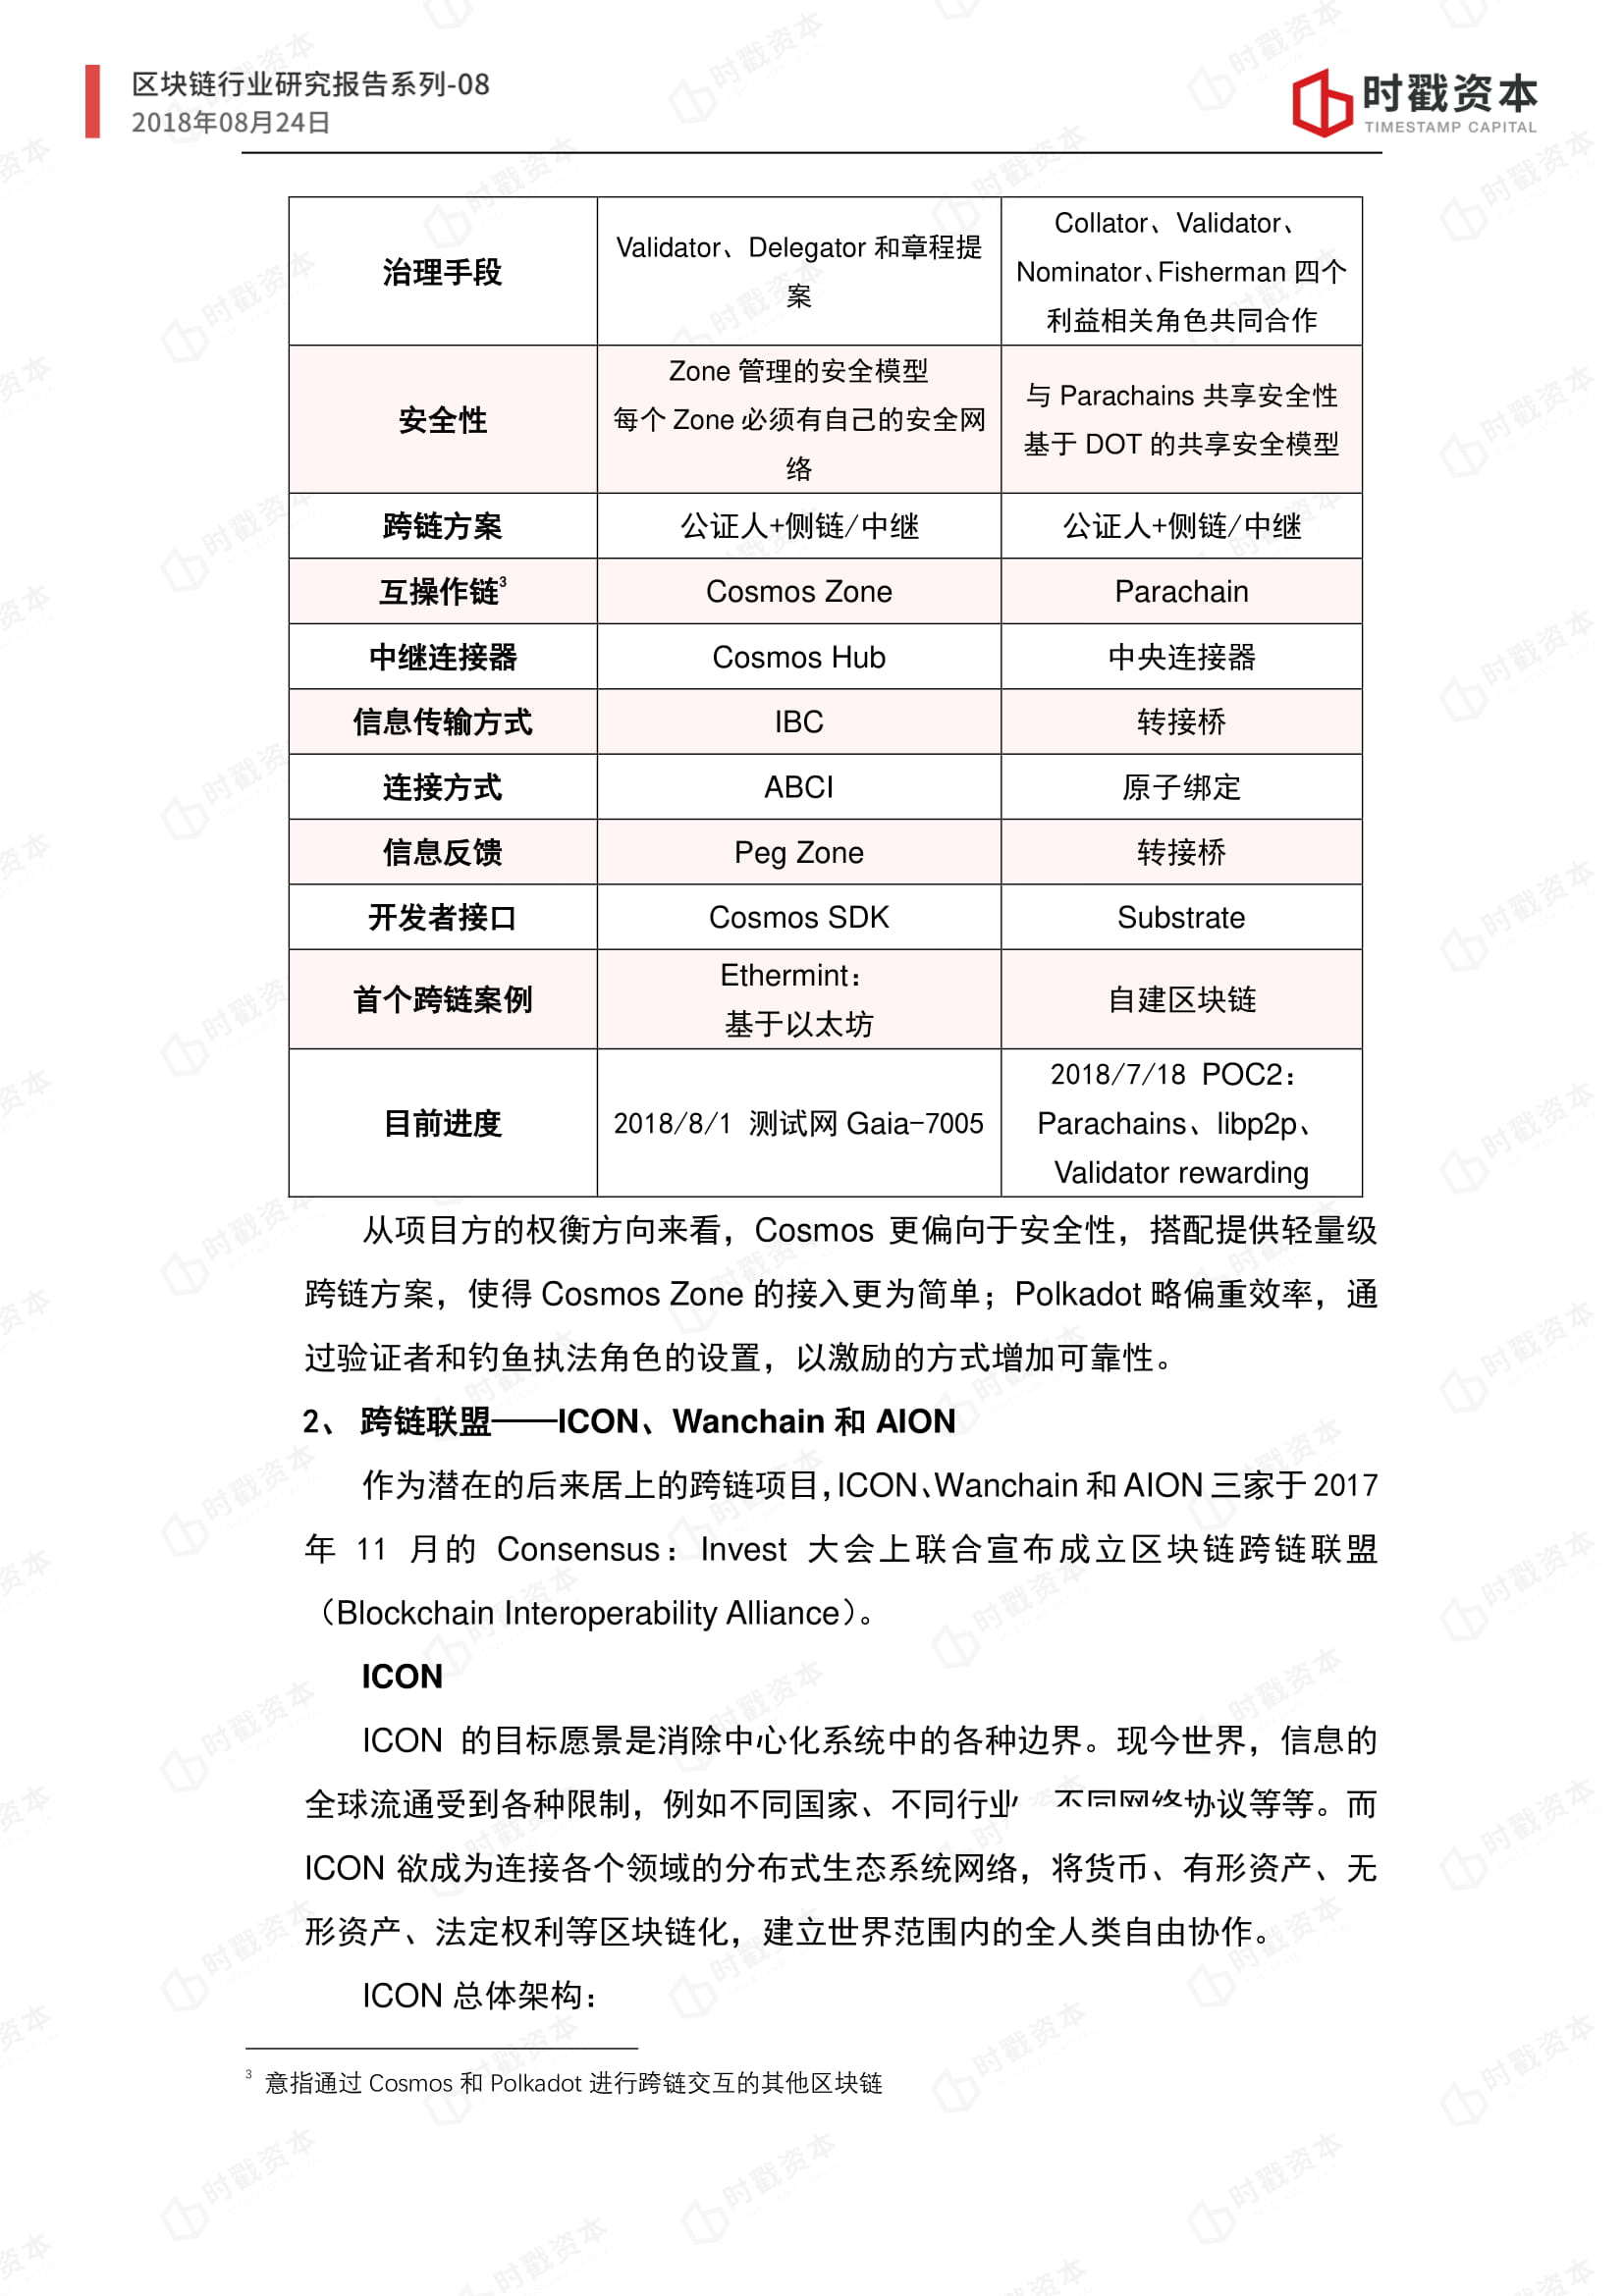 区块链行业研究报告系列-08
2018年08月24日
时戳资本
TIMESTAMP CAPITAL
治理手段
Validator、Delegator 和章程提
案
Collator、Validator、
Nominator、Fisherman 四个
利益相关角色共同合作
安全性
Zone 管理的安全模型
每个 Zone 必须有自己的安全网
络
与 Parachains 共享安全性
基于 DOT 的共享安全模型
跨链方案
公证人+侧链/中继
公证人+侧链/中继
互操作链3
Cosmos Zone
Parachain
中继连接器
Cosmos Hub
中央连接器
信息传输方式
IBC
转接桥
连接方式
ABCI
原子绑定
信息反馈
Peg Zone
转接桥
开发者接口
Cosmos SDK
Substrate
首个跨链案例
Ethermint：
基于以太坊
自建区块链
目前进度
2018/8/1 测试网 Gaia-7005
2018/7/18 POC2：
Parachains、libp2p、
Validator rewarding
从项目方的权衡方向来看，Cosmos 更偏向于安全性，搭配提供轻量级
跨链方案，使得 Cosmos Zone 的接入更为简单；Polkadot 略偏重效率，通
过验证者和钓鱼执法角色的设置，以激励的方式增加可靠性。
2、 跨链联盟——ICON、Wanchain 和 AION
作为潜在的后来居上的跨链项目，ICON、Wanchain 和 AION 三家于 2017
年 11 月的 Consensus：Invest 大会上联合宣布成立区块链跨链联盟
（Blockchain Interoperability Alliance）。
ICON
ICON 的目标愿景是消除中心化系统中的各种边界。现今世界，信息的
全球流通受到各种限制，例如不同国家、不同行业 不同网络协议等等。而
ICON 欲成为连接各个领域的分布式生态系统网络，将货币、有形资产、无
形资产、法定权利等区块链化，建立世界范围内的全人类自由协作。
ICON 总体架构：
3 意指通过 Cosmos 和 Polkadot 进行跨链交互的其他区块链